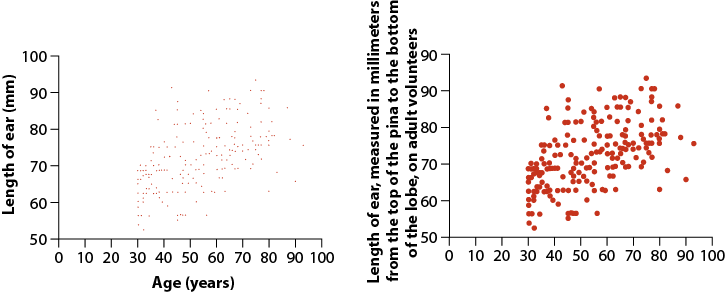 Length of ear (mm)
100
90
80
70
60
50
0 10 20 30 40 50 60 70 80 90 100
Age (years)
Length of ear, measured in millimeters
from the top of the pina to the bottom
of the lobe, on adult volunteers
90
90
80
70
60
50
0 10 20 30 40 50 60 70 80 90 100